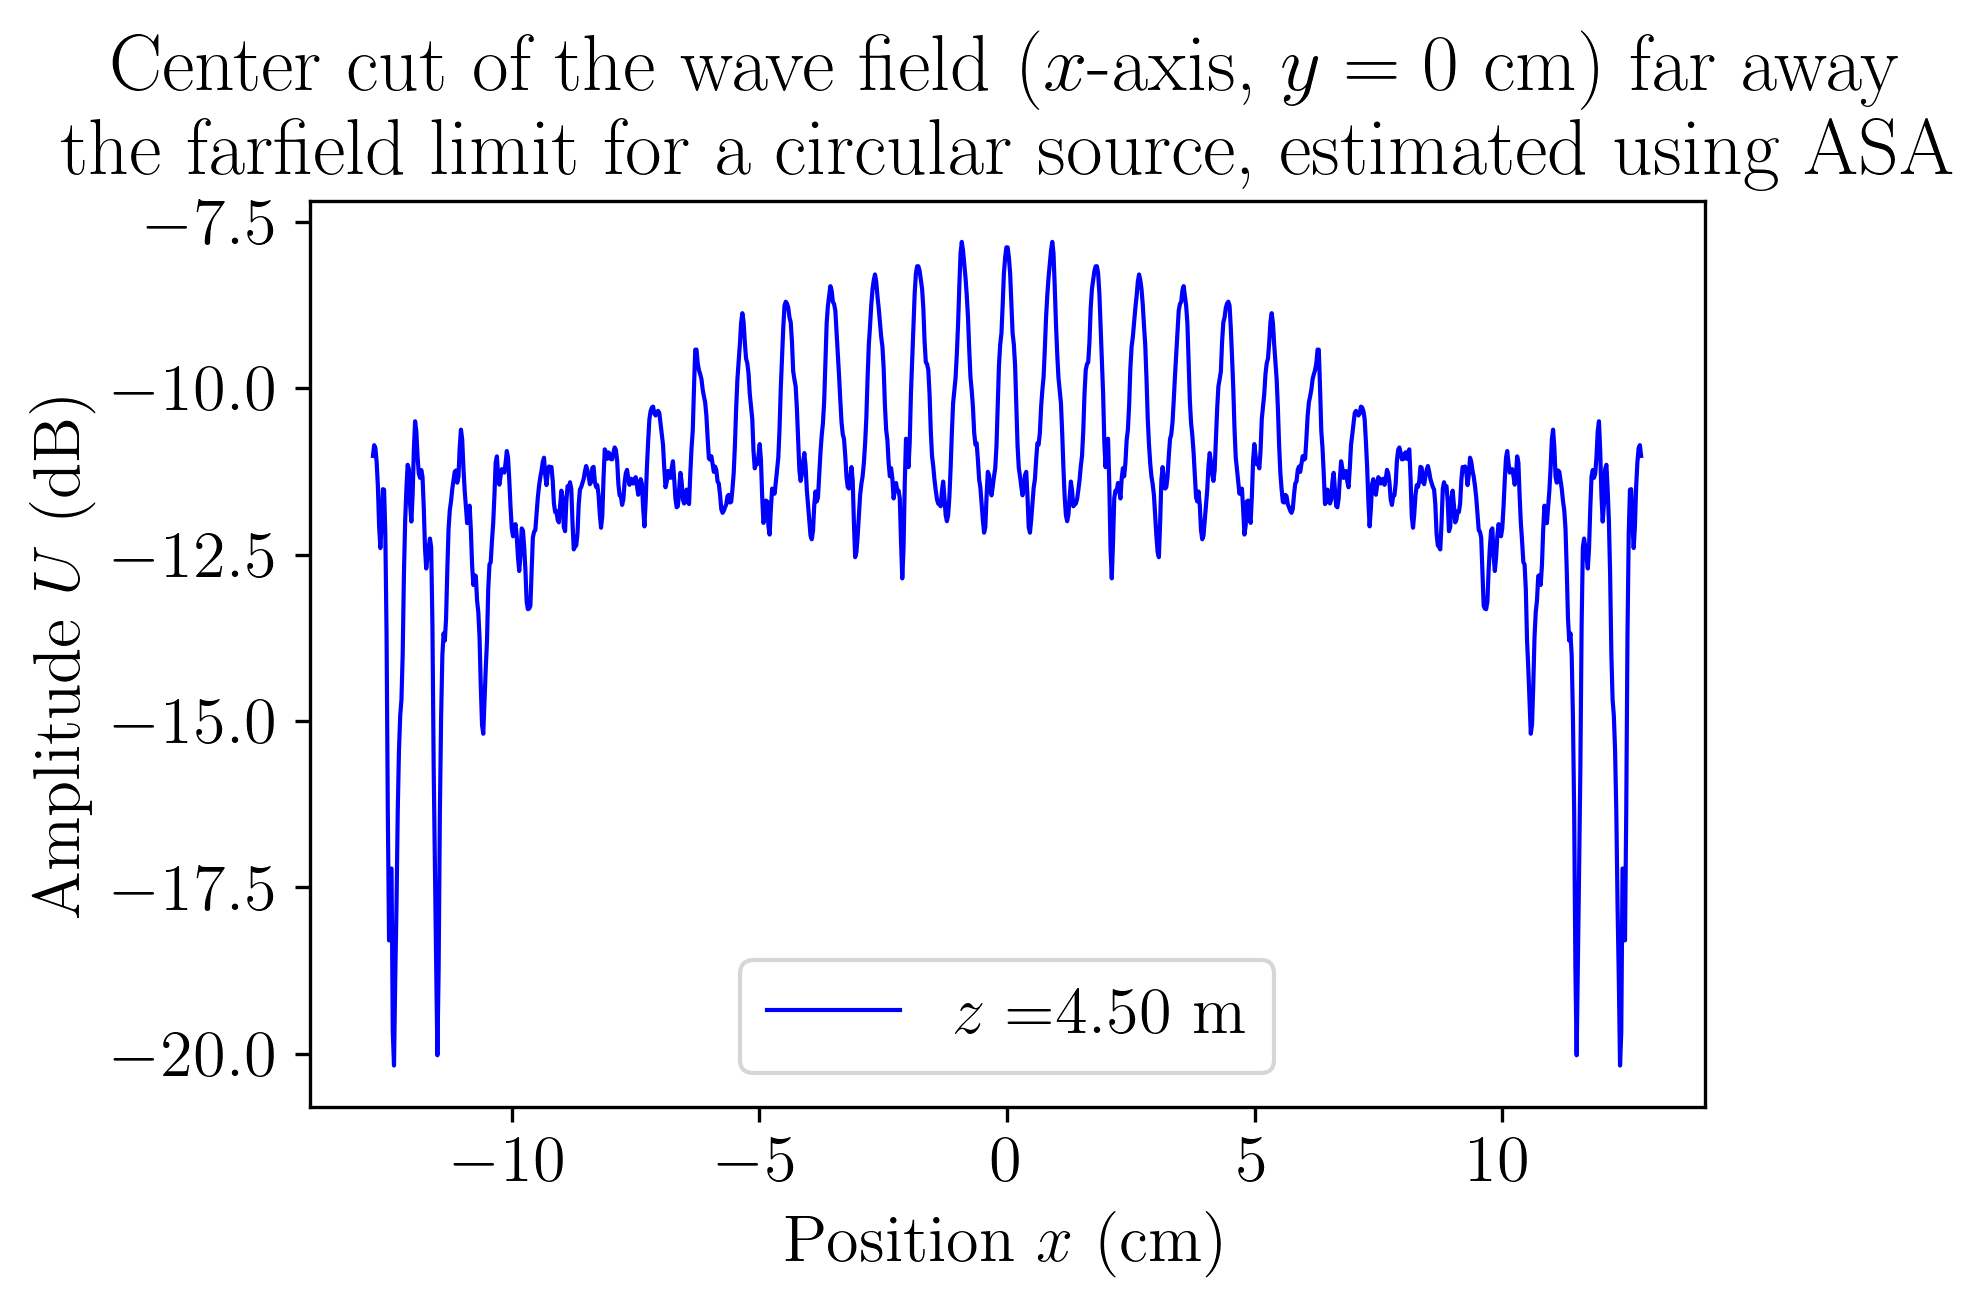 Center cut of the wave field (x-axis, y = 0 cm) far away
the farfield limit for a circular source, estimated using ASA
Amplitude U (dB)
−7.5
−10.0
−12.5
−15.0
−17.5
−20.0
z =4.50 m
−10
−5
0
5
10
Position x (cm)